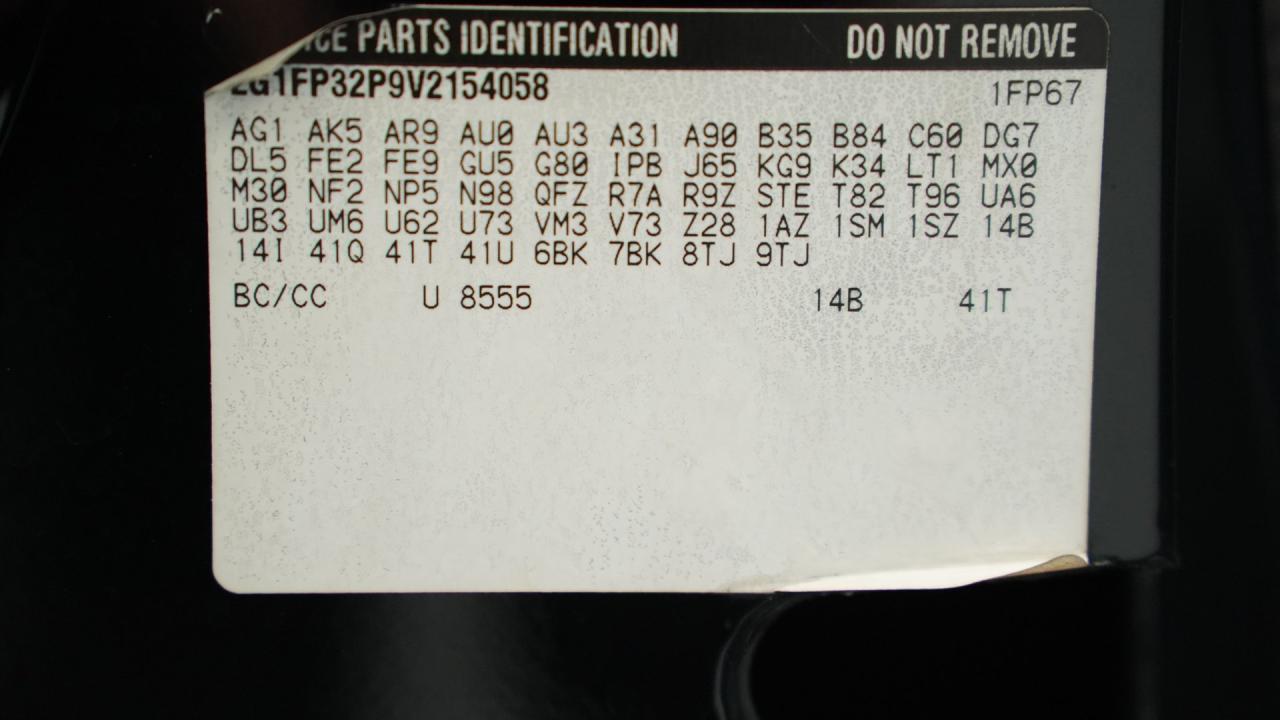 ICE PARTS IDENTIFICATION DO NOT REMOVE
2G1FP32P9V2154058 1FP67
AG1 AK5 AR9 AU0 AU3 A31 A90 B35 B84 C60 DG7
DL5 FE2 FE9 GU5 G80 IPB J65 KG9 K34 LT1 MX0
M30 NF2 NP5 N98 QFZ R7A R9Z STE T82 T96 UA6
UB3 UM6 U62 U73 VM3 V73 Z28 1AZ 1SM 1SZ 14B
14I 41Q 41T 41U 6BK 7BK 8TJ 9TJ
BC/CC U 8555 14B 41T